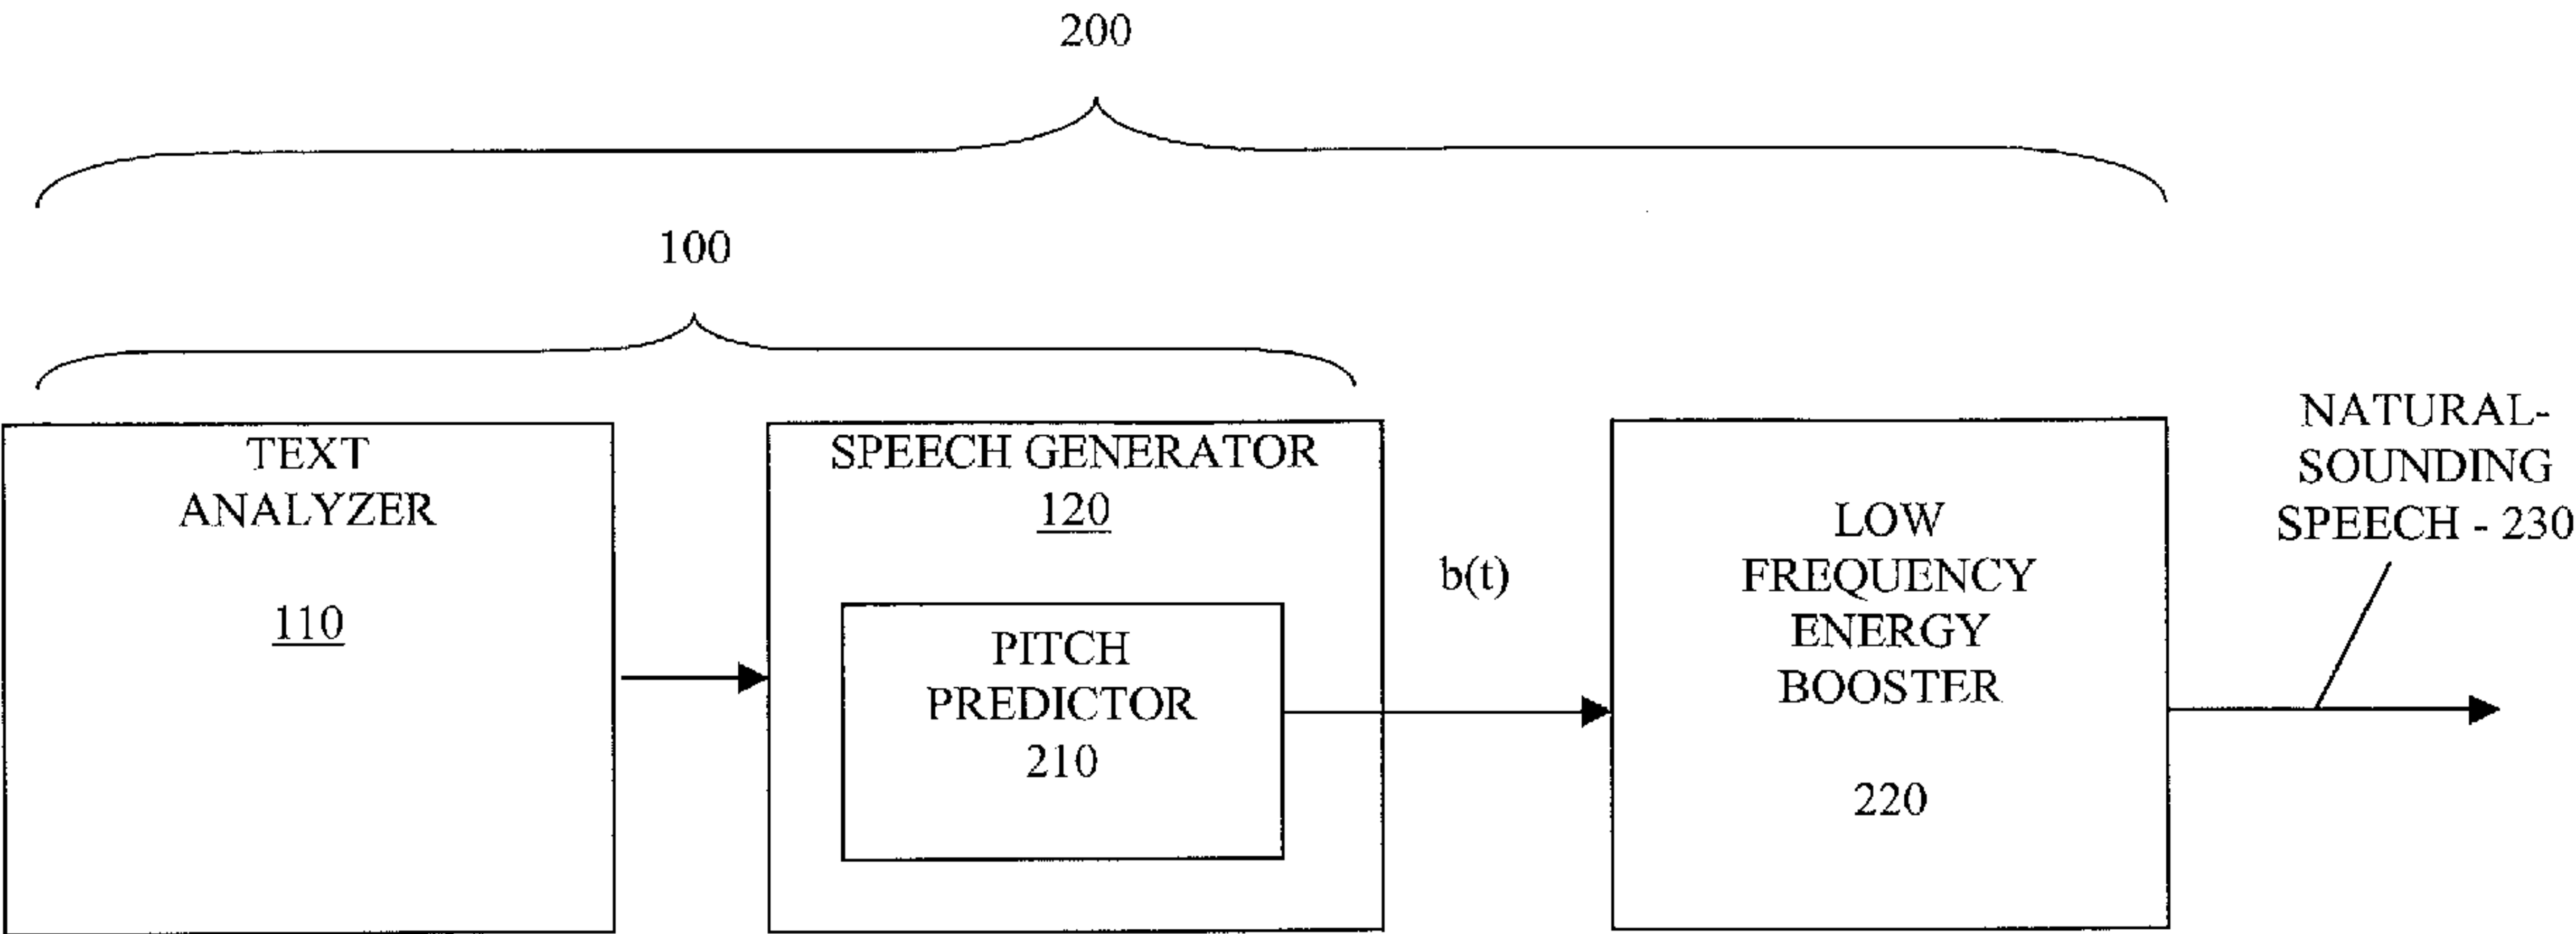 200
100
TEXT
ANALYZER
110
SPEECH GENERATOR
120
PITCH
PREDICTOR
210
b(t)
LOW
FREQUENCY
ENERGY
BOOSTER
220
NATURAL-
SOUNDING
SPEECH - 230